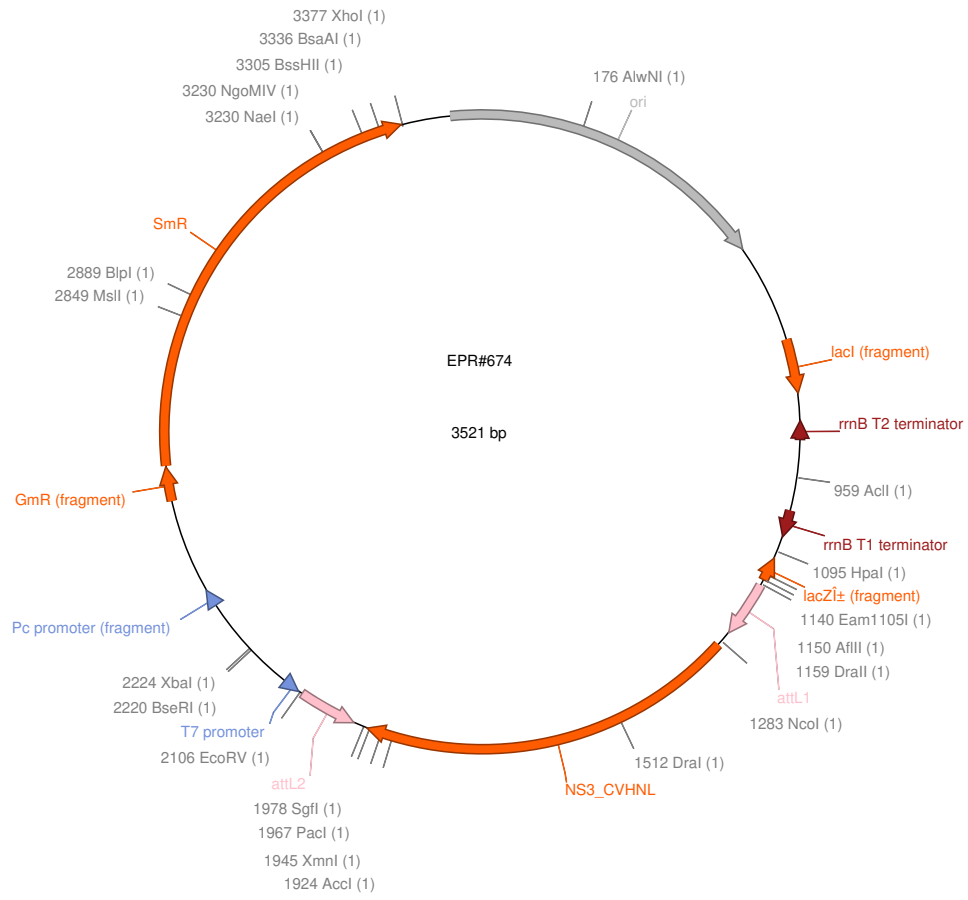 3377 XhoI (1)
3336 BsaAI (1)
3305 BssHII (1)
3230 NgoMIV (1)
3230 NaeI (1)
176 AlwNI (1)
ori
SmR
2889 BlpI (1)
2849 MslI (1)
lacI (fragment)
EPR#674
rrnB T2 terminator
3521 bp
959 AclI (1)
GmR (fragment)
rrnB T1 terminator
1095 HpaI (1)
lacZÎ± (fragment)
1140 Eam1105I (1)
Pc promoter (fragment)
1150 AflIII (1)
1159 DraII (1)
2224 XbaI (1)
attL1
2220 BseRI (1)
1283 NcoI (1)
T7 promoter
2106 EcoRV (1)
1512 DraI (1)
attL2
NS3_CVHNL
1978 SgfI (1)
1967 PacI (1)
1945 XmnI (1)
1924 AccI (1)